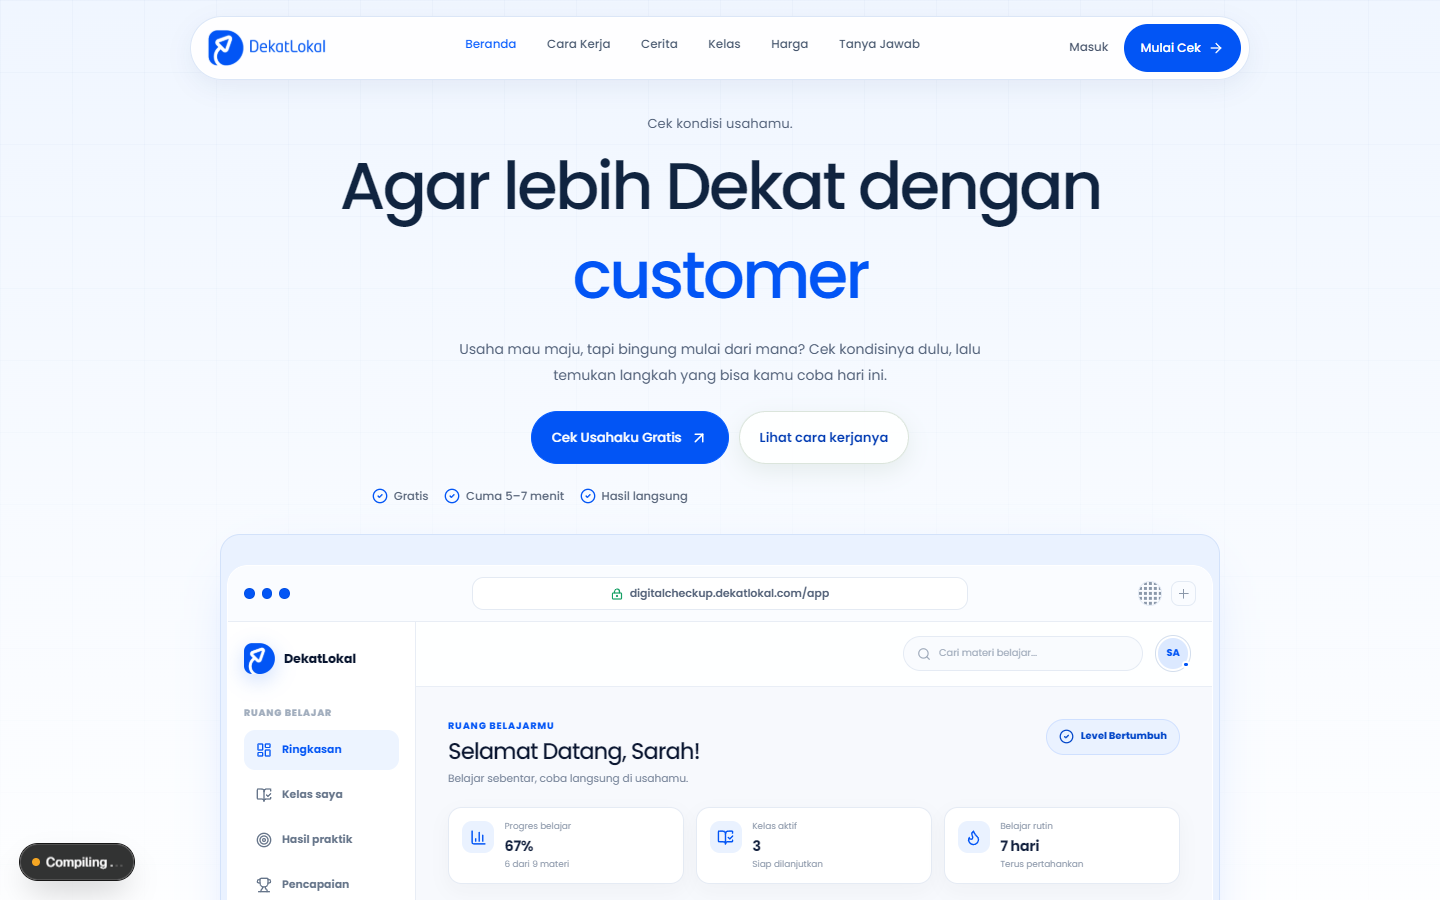 DekatLokal
Beranda Cara Kerja Cerita Kelas Harga Tanya Jawab
Masuk Mulai Cek
Cek kondisi usahamu.
Agar lebih Dekat dengan
customer
Usaha mau maju, tapi bingung mulai dari mana? Cek kondisinya dulu, lalu
temukan langkah yang bisa kamu coba hari ini.
Cek Usahaku Gratis Lihat cara kerjanya
Gratis Cuma 5–7 menit Hasil langsung
digitalcheckup.dekatlokal.com/app
DekatLokal
Cari materi belajar...
SA
RUANG BELAJAR
Ringkasan
Kelas saya
Hasil praktik
Pencapaian
RUANG BELAJARMU
Selamat Datang, Sarah!
Belajar sebentar, coba langsung di usahamu.
Level Bertumbuh
Progres belajar
67%
6 dari 9 materi
Kelas aktif
3
Siap dilanjutkan
Belajar rutin
7 hari
Terus pertahankan
Compiling ...